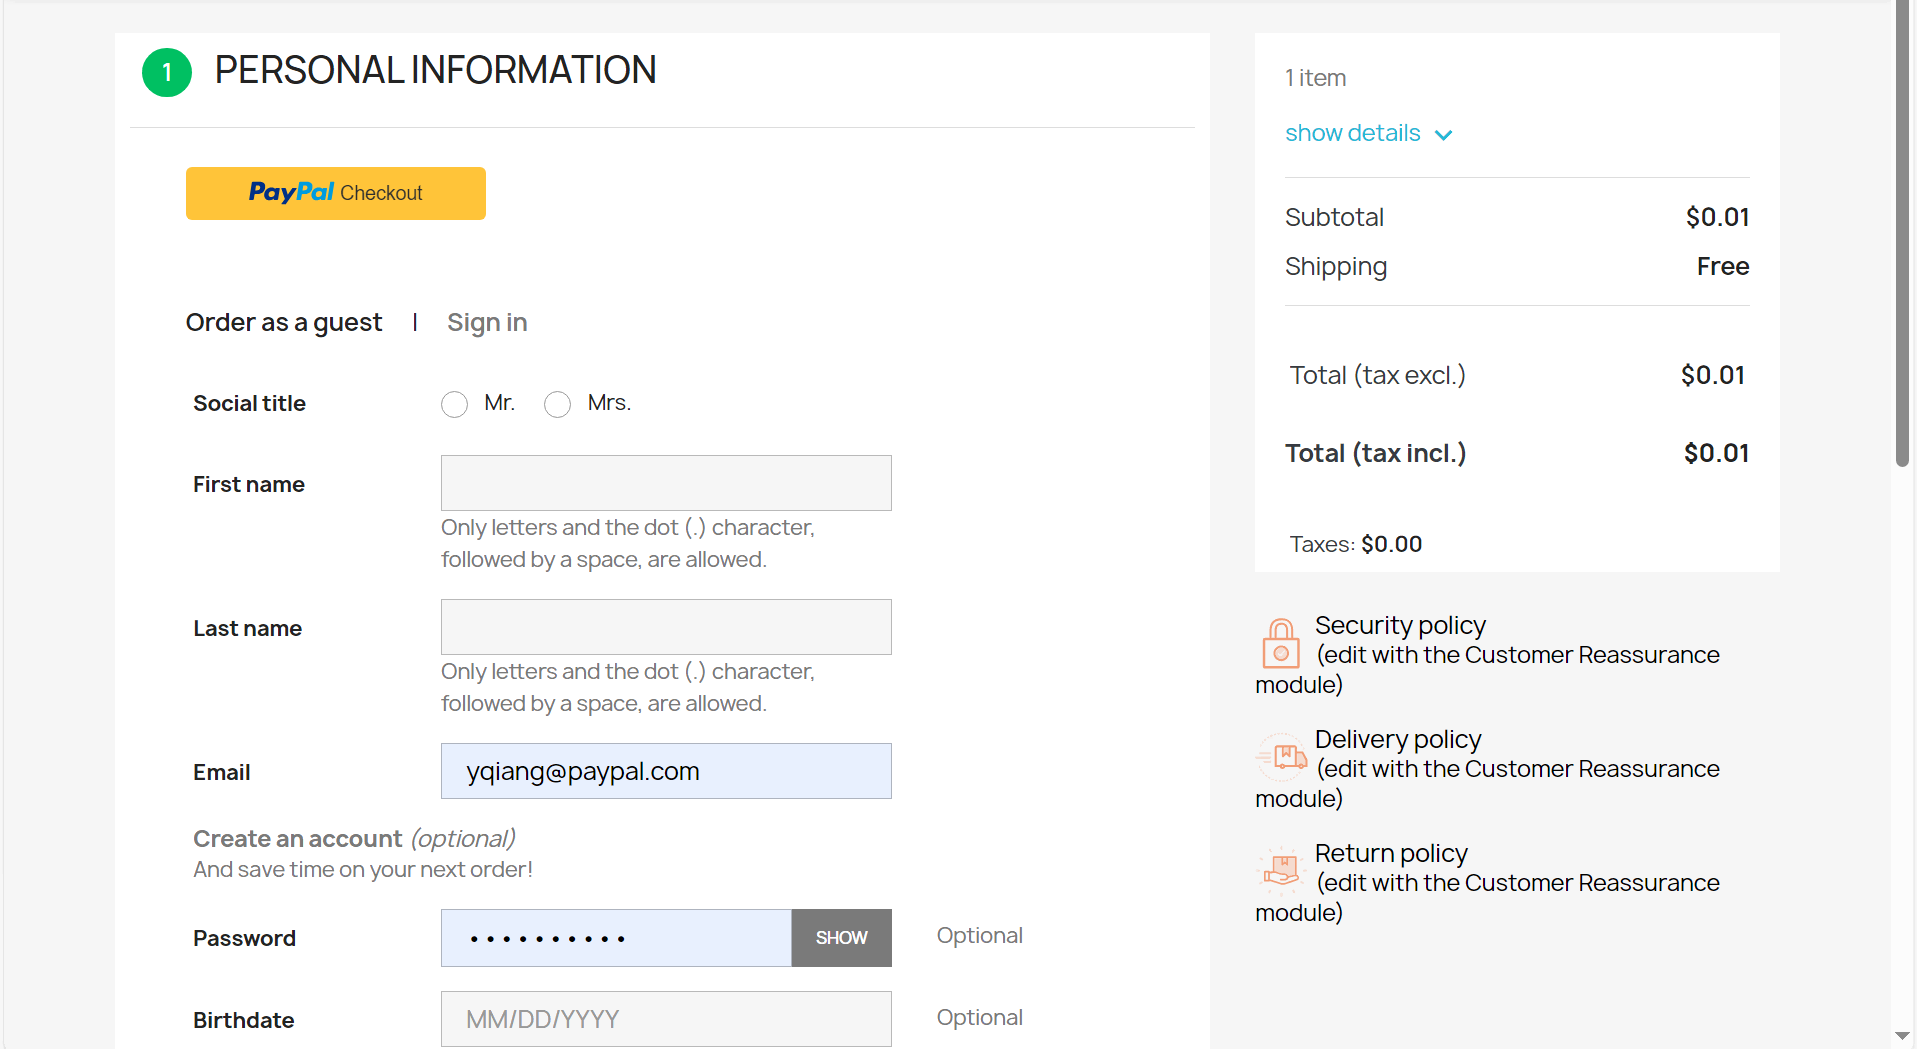 1 PERSONAL INFORMATION
PayPal Checkout
Order as a guest | Sign in
Social title Mr. Mrs.
First name
Only letters and the dot (.) character,
followed by a space, are allowed.
Last name
Only letters and the dot (.) character,
followed by a space, are allowed.
Email yqiang@paypal.com
Create an account (optional)
And save time on your next order!
Password •••••••••• SHOW Optional
Birthdate MM/DD/YYYY Optional
1 item
show details
Subtotal $0.01
Shipping Free
Total (tax excl.) $0.01
Total (tax incl.) $0.01
Taxes: $0.00
Security policy
(edit with the Customer Reassurance
module)
Delivery policy
(edit with the Customer Reassurance
module)
Return policy
(edit with the Customer Reassurance
module)